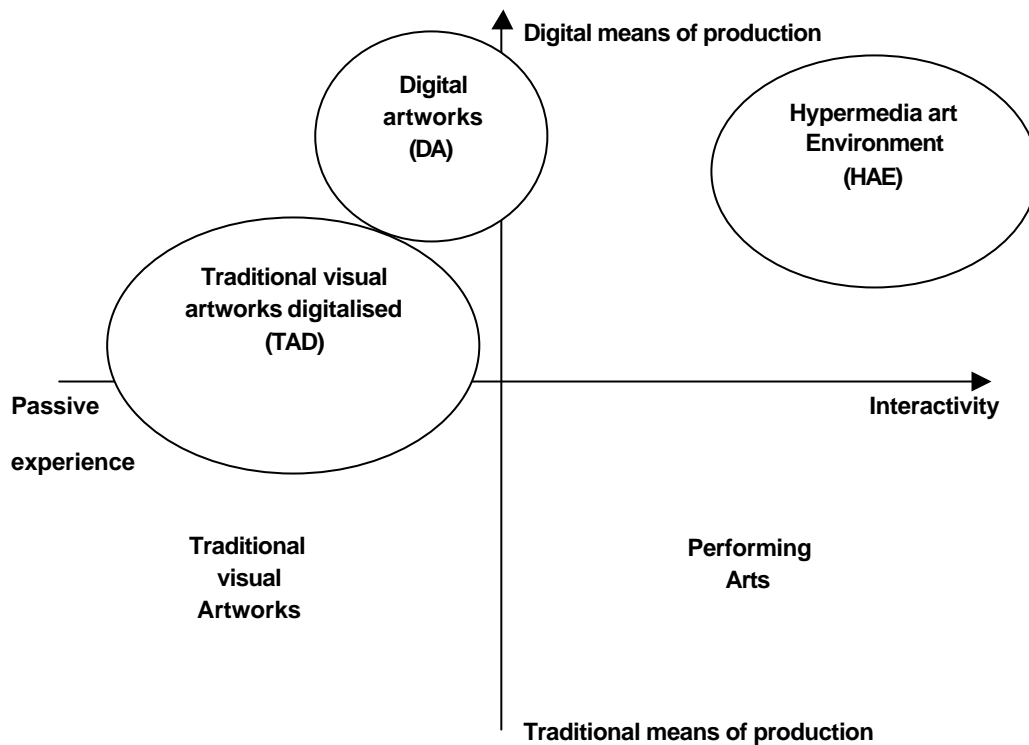 Digital means of production
Digital
artworks
(DA)
Hypermedia art
Environment
(HAE)
Traditional visual
artworks digitalised
(TAD)
Passive
experience
Interactivity
Traditional
visual
Artworks
Performing
Arts
Traditional means of production